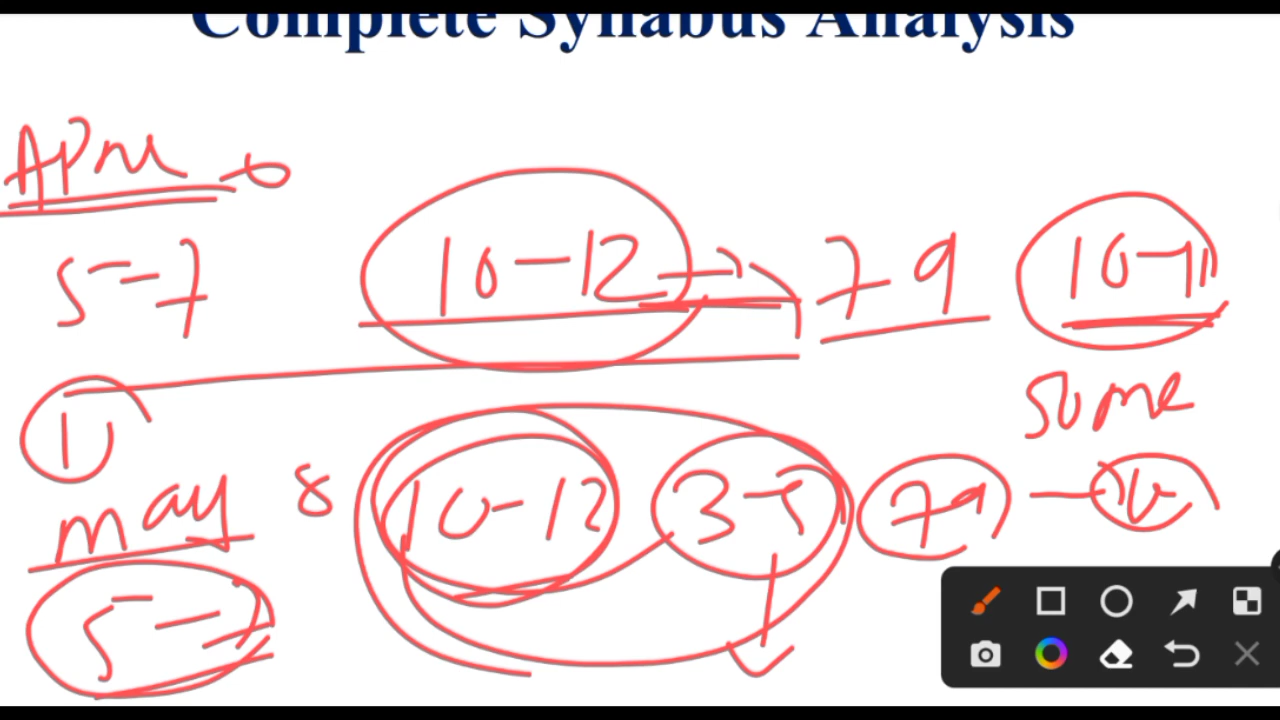 Complete Syllabus Analysis
APril
5-7 10-12 7-9 10-11
1 some
may 8 10-12 3-5 7-9
5-7